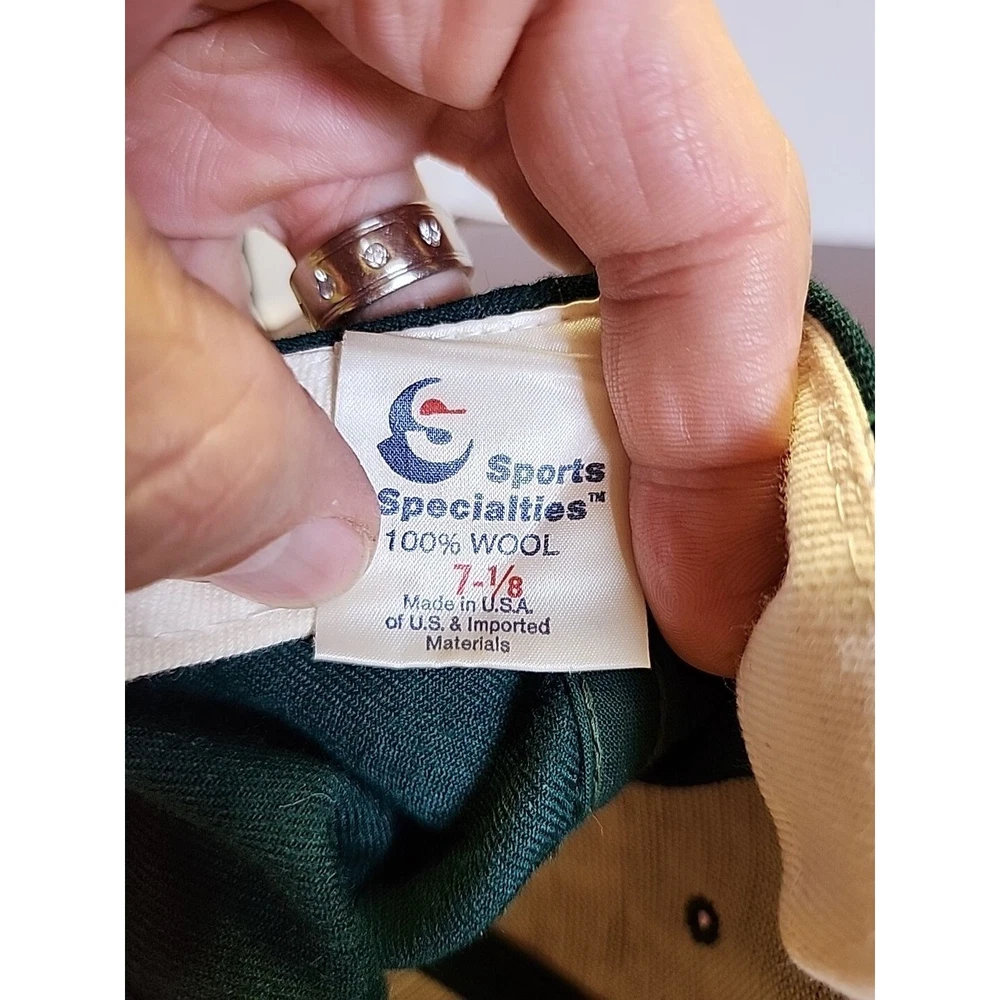 Sports
Specialties™
100% WOOL
7-1/8
Made in U.S.A.
of U.S. & Imported
Materials